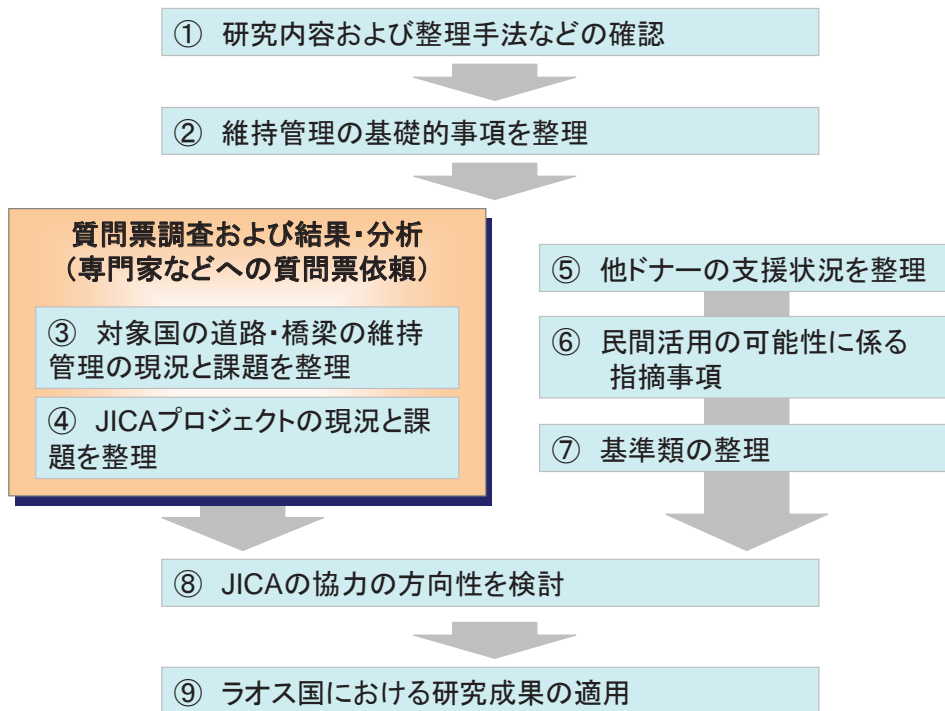 ① 研究内容および整理手法などの確認
② 維持管理の基礎的事項を整理
質問票調査および結果・分析
（専門家などへの質問票依頼）
③ 対象国の道路・橋梁の維持
管理の現況と課題を整理
④ JICAプロジェクトの現況と課
題を整理
⑤ 他ドナーの支援状況を整理
⑥ 民間活用の可能性に係る
指摘事項
⑦ 基準類の整理
⑧ JICAの協力の方向性を検討
⑨ ラオス国における研究成果の適用